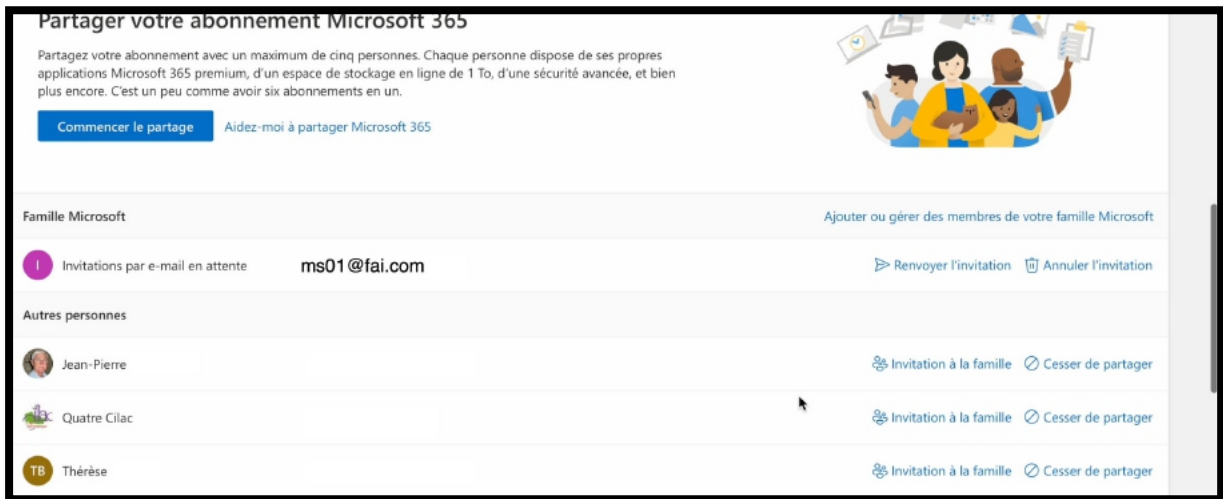 Partager votre abonnement Microsoft 365
Partagez votre abonnement avec un maximum de cinq personnes. Chaque personne dispose de ses propres
applications Microsoft 365 premium, d'un espace de stockage en ligne de 1 To, d'une sécurité avancée, et bien
plus encore. C'est un peu comme avoir six abonnements en un.
Commencer le partage Aidez-moi à partager Microsoft 365
Famille Microsoft Ajouter ou gérer des membres de votre famille Microsoft
I Invitations par e-mail en attente ms01@fai.com Renvoyer l'invitation Annuler l'invitation
Autres personnes
Jean-Pierre Invitation à la famille Cesser de partager
Quatre Cilac Invitation à la famille Cesser de partager
TB Thérèse Invitation à la famille Cesser de partager